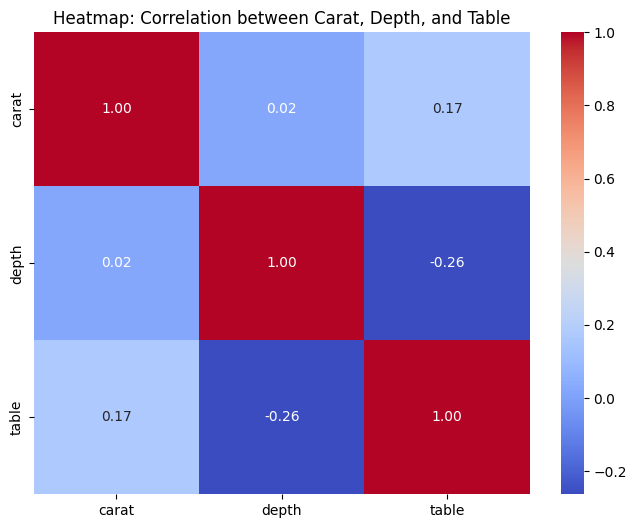 Heatmap: Correlation between Carat, Depth, and Table
carat
1.00
0.02
0.17
depth
0.02
1.00
-0.26
table
0.17
-0.26
1.00
carat
depth
table
1.0
0.8
0.6
0.4
0.2
0.0
−0.2